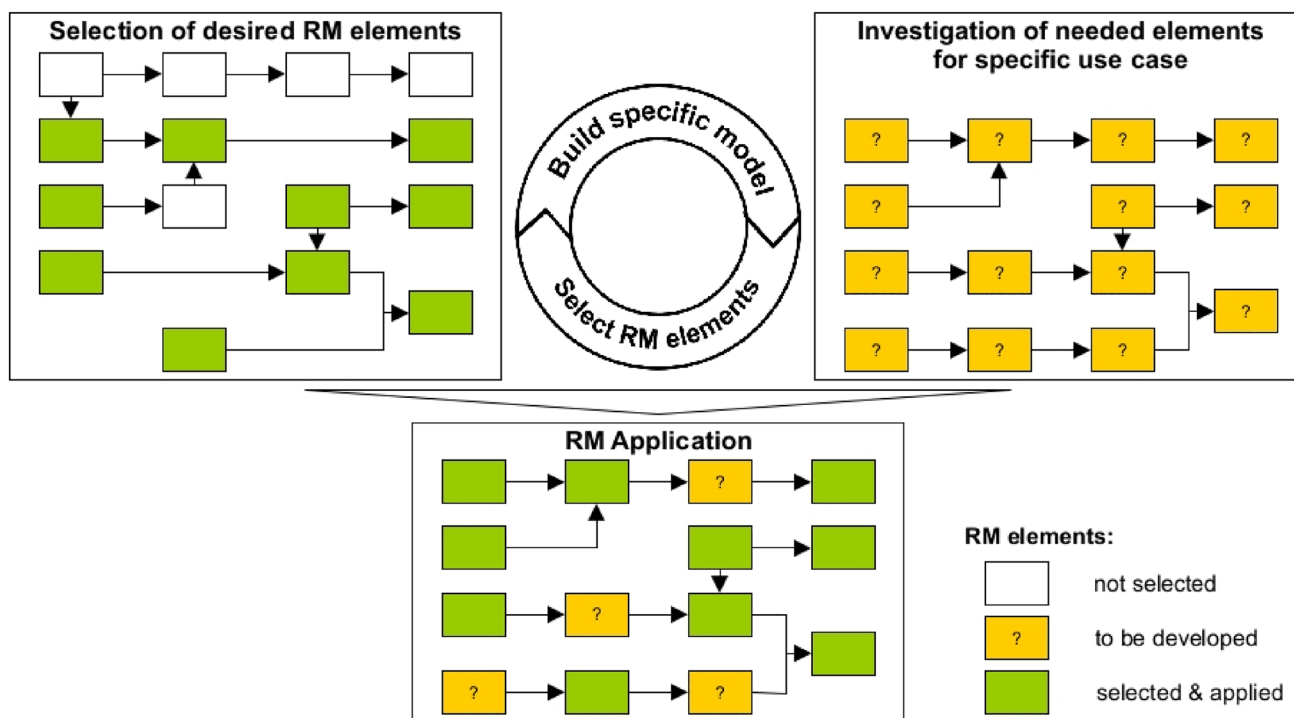 Selection of desired RM elements
Investigation of needed elements
for specific use case
Build specific model
Select RM elements
? ? ? ?
? ? ?
? ? ?
?
? ? ?
RM Application
?
?
? ?
RM elements:
not selected
? to be developed
selected & applied